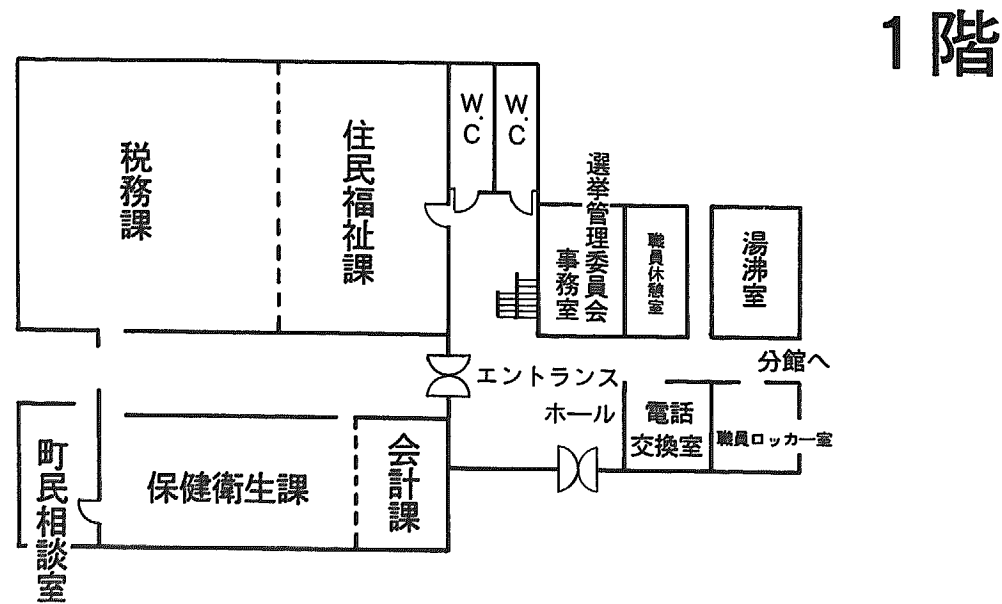 1階
税務課
住民福祉課
W.C
W.C
選挙管理委員会
事務室
職員休憩室
湯沸室
分館へ
エントランス
ホール
電話
交換室
職員ロッカー室
町民相談室
保健衛生課
会計課